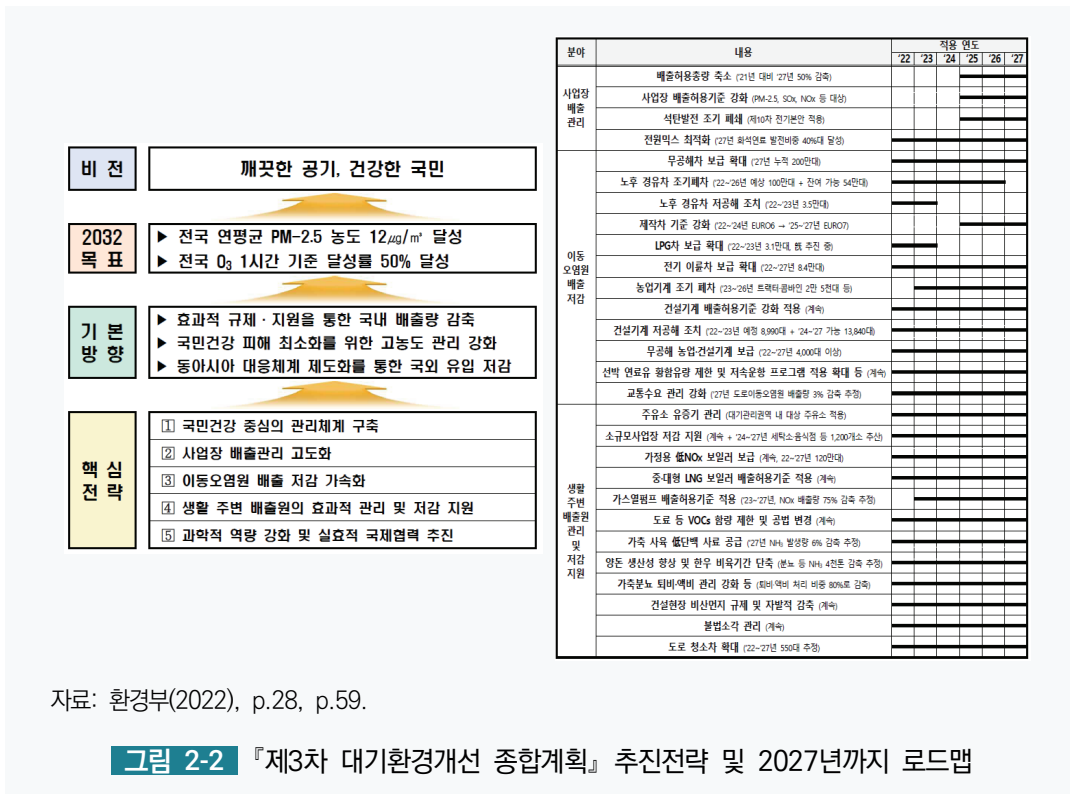 비 전
깨끗한 공기, 건강한 국민
2032
목 표
▶ 전국 연평균 PM-2.5 농도 12㎍/㎥ 달성
▶ 전국 O₃ 1시간 기준 달성률 50% 달성
기 본
방 향
▶ 효과적 규제·지원을 통한 국내 배출량 감축
▶ 국민건강 피해 최소화를 위한 고농도 관리 강화
▶ 동아시아 대응체계 제도화를 통한 국외 유입 저감
핵 심
전 략
1 국민건강 중심의 관리체계 구축
2 사업장 배출관리 고도화
3 이동오염원 배출 저감 가속화
4 생활 주변 배출원의 효과적 관리 및 저감 지원
5 과학적 역량 강화 및 실효적 국제협력 추진
분야 내용 적용 연도
'22 '23 '24 '25 '26 '27
사업장
배출
관리
배출허용총량 축소 ('21년 대비 '27년 50% 감축)
사업장 배출허용기준 강화 (PM-2.5, SOx, NOx 등 대상)
석탄발전 조기 폐쇄 (제10차 전기본안 적용)
전원믹스 최적화 ('27년 화석연료 발전비중 40%대 달성)
이동
오염원
배출
저감
무공해차 보급 확대 ('27년 누적 200만대)
노후 경유차 조기폐차 ('22~'26년 예상 100만대 + 잔여 가능 54만대)
노후 경유차 저공해 조치 ('22~'23년 3.5만대)
제작차 기준 강화 ('22~'24년 EURO6 → '25~'27년 EURO7)
LPG차 보급 확대 ('22~'23년 3.1만대, 旣 추진 중)
전기 이륜차 보급 확대 ('22~'27년 8.4만대)
농업기계 조기 폐차 ('23~'26년 트랙터·콤바인 2만 5천대 등)
건설기계 배출허용기준 강화 적용 (계속)
건설기계 저공해 조치 ('22~'23년 예정 8,990대 + '24~'27 가능 13,840대)
무공해 농업·건설기계 보급 ('22~'27년 4,000대 이상)
선박 연료유 황함유량 제한 및 저속운항 프로그램 적용 확대 등 (계속)
교통수요 관리 강화 ('27년 도로이동오염원 배출량 3% 감축 추정)
생활
주변
배출원
관리
및
저감
지원
주유소 유증기 관리 (대기관리권역 내 대상 주유소 적용)
소규모사업장 저감 지원 (계속 + '24~'27년 세탁소·음식점 등 1,200개소 추산)
가정용 低NOx 보일러 보급 (계속, 22~'27년 120만대)
중·대형 LNG 보일러 배출허용기준 적용 (계속)
가스열펌프 배출허용기준 적용 ('23~'27년, NOx 배출량 75% 감축 추정)
도료 등 VOCs 함량 제한 및 공법 변경 (계속)
가축 사육 低단백 사료 공급 ('27년 NH₃ 발생량 6% 감축 추정)
양돈 생산성 향상 및 한우 비육기간 단축 (분뇨 등 NH₃ 4천톤 감축 추정)
가축분뇨 퇴비·액비 관리 강화 등 (퇴비·액비 처리 비중 80%로 감축)
건설현장 비산먼지 규제 및 자발적 감축 (계속)
불법소각 관리 (계속)
도로 청소차 확대 ('22~'27년 550대 추정)
자료: 환경부(2022), p.28, p.59.
그림 2-2 『제3차 대기환경개선 종합계획』 추진전략 및 2027년까지 로드맵